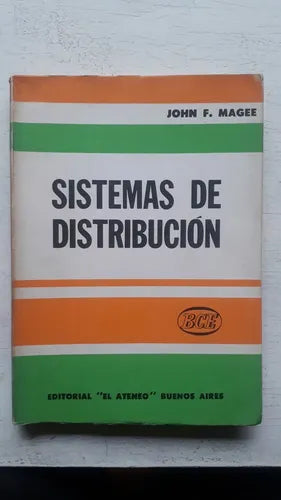 JOHN F. MAGEE
SISTEMAS DE
DISTRIBUCIÓN
BCE
EDITORIAL "EL ATENEO" BUENOS AIRES